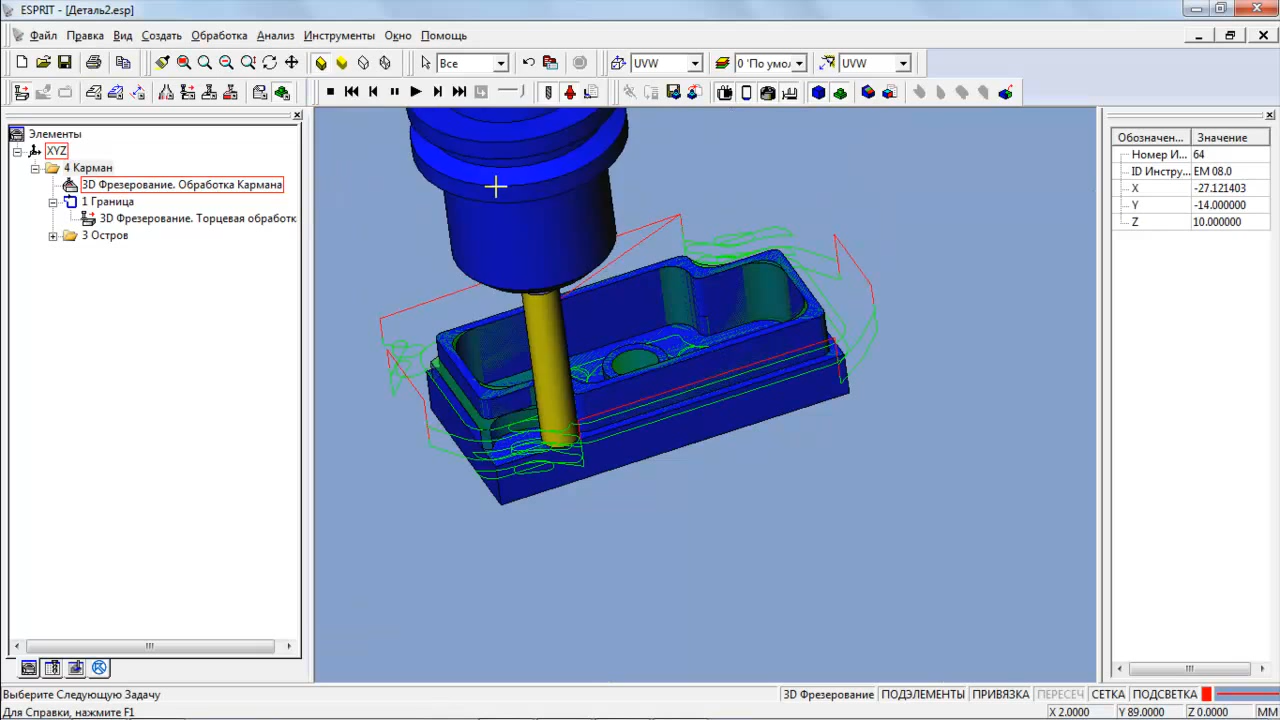 ESPRIT - [Деталь2.esp]
Файл Правка Вид Создать Обработка Анализ Инструменты Окно Помощь
Все UVW 0 'По умол UVW
Элементы
XYZ
4 Карман
3D Фрезерование. Обработка Кармана
1 Граница
3D Фрезерование. Торцевая обработк
3 Остров
Обозначен... Значение
Номер И... 64
ID Инстру... EM 08.0
X -27.121403
Y -14.000000
Z 10.000000
Выберите Следующую Задачу
3D Фрезерование ПОДЭЛЕМЕНТЫ ПРИВЯЗКА ПЕРЕСЕЧ СЕТКА ПОДСВЕТКА
Для Справки, нажмите F1
X 2.0000 Y 89.0000 Z 0.0000 ММ